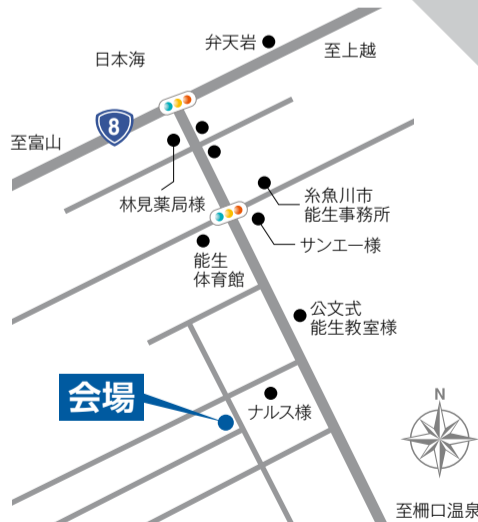 弁天岩
日本海
至上越
8
至富山
林見薬局様
糸魚川市
能生事務所
サンエー様
能生
体育館
公文式
能生教室様
会場
ナルス様
N
至柵口温泉